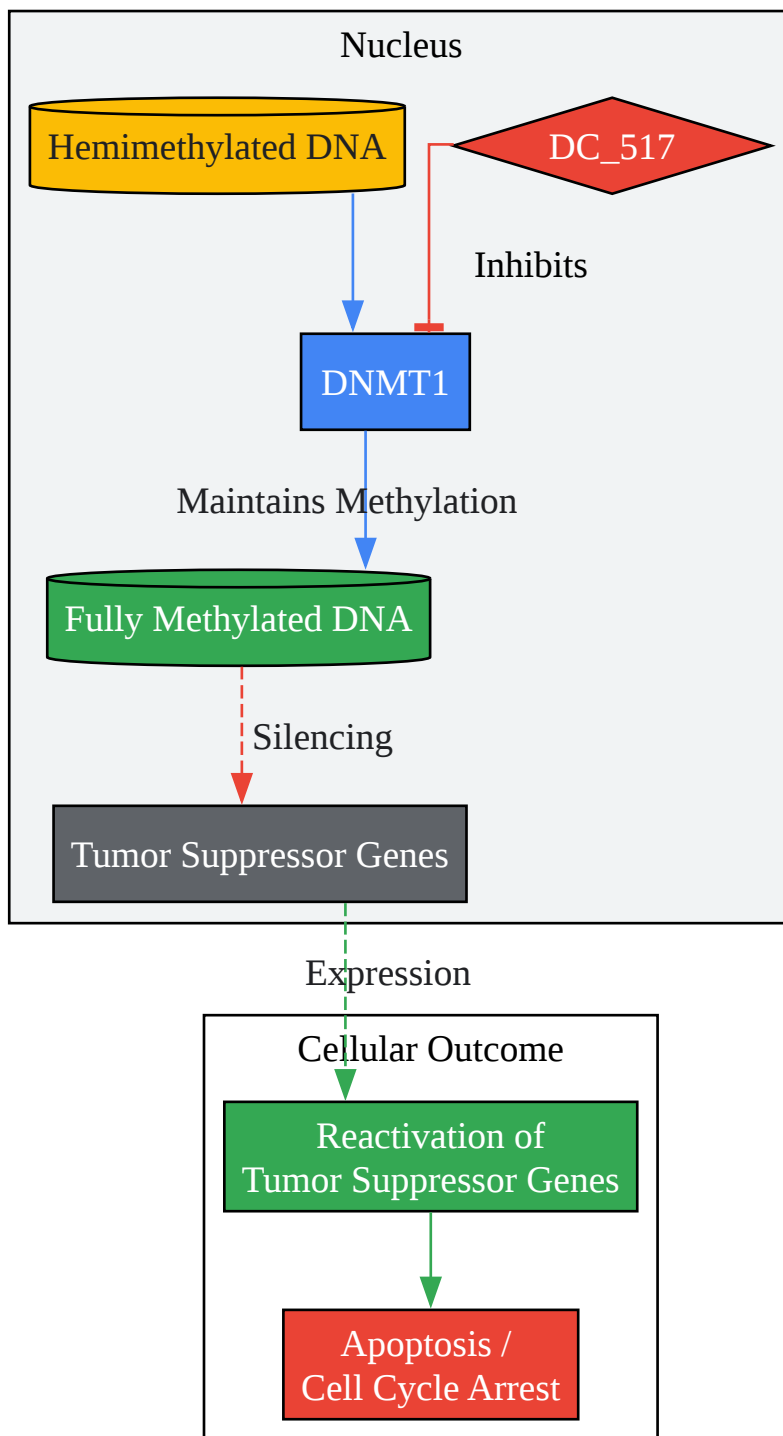 Nucleus
Hemimethylated DNA
DC_517
Inhibits
DNMT1
Maintains Methylation
Fully Methylated DNA
Silencing
Tumor Suppressor Genes
Expression
Cellular Outcome
Reactivation of
Tumor Suppressor Genes
Apoptosis /
Cell Cycle Arrest